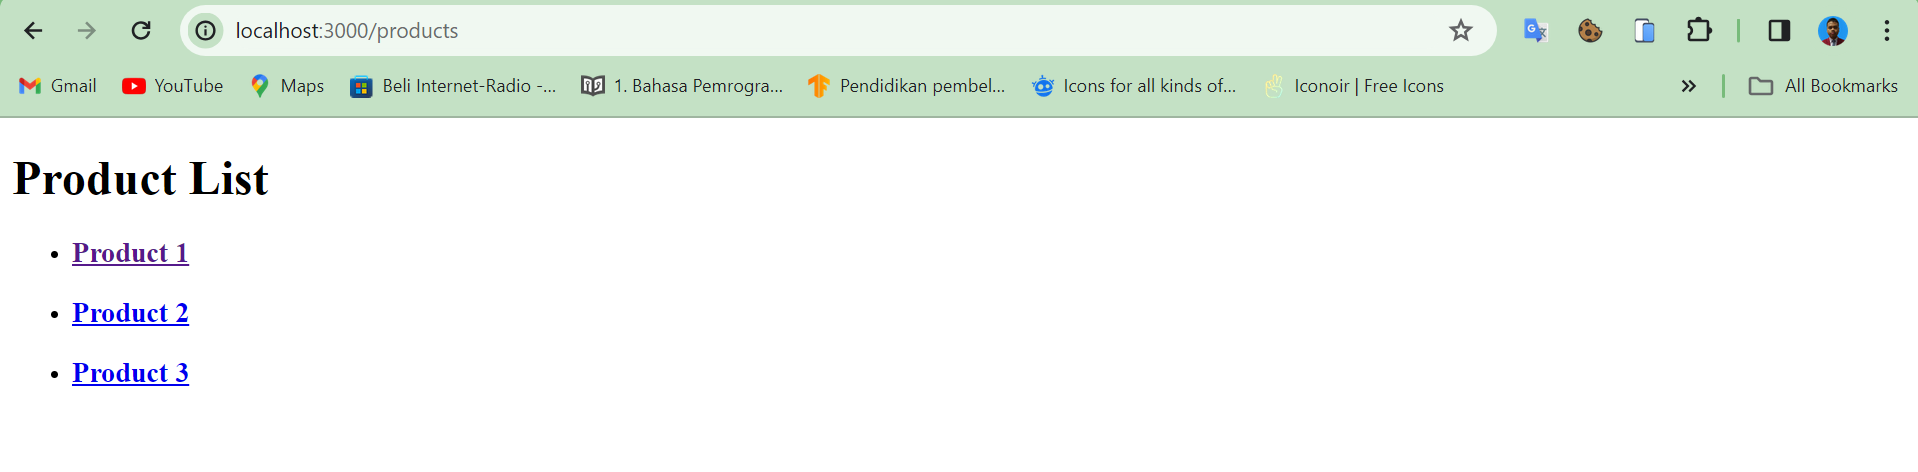 localhost:3000/products
Gmail YouTube Maps Beli Internet-Radio -... 1. Bahasa Pemrogra... Pendidikan pembel... Icons for all kinds of... Iconoir | Free Icons » All Bookmarks
Product List
• Product 1
• Product 2
• Product 3